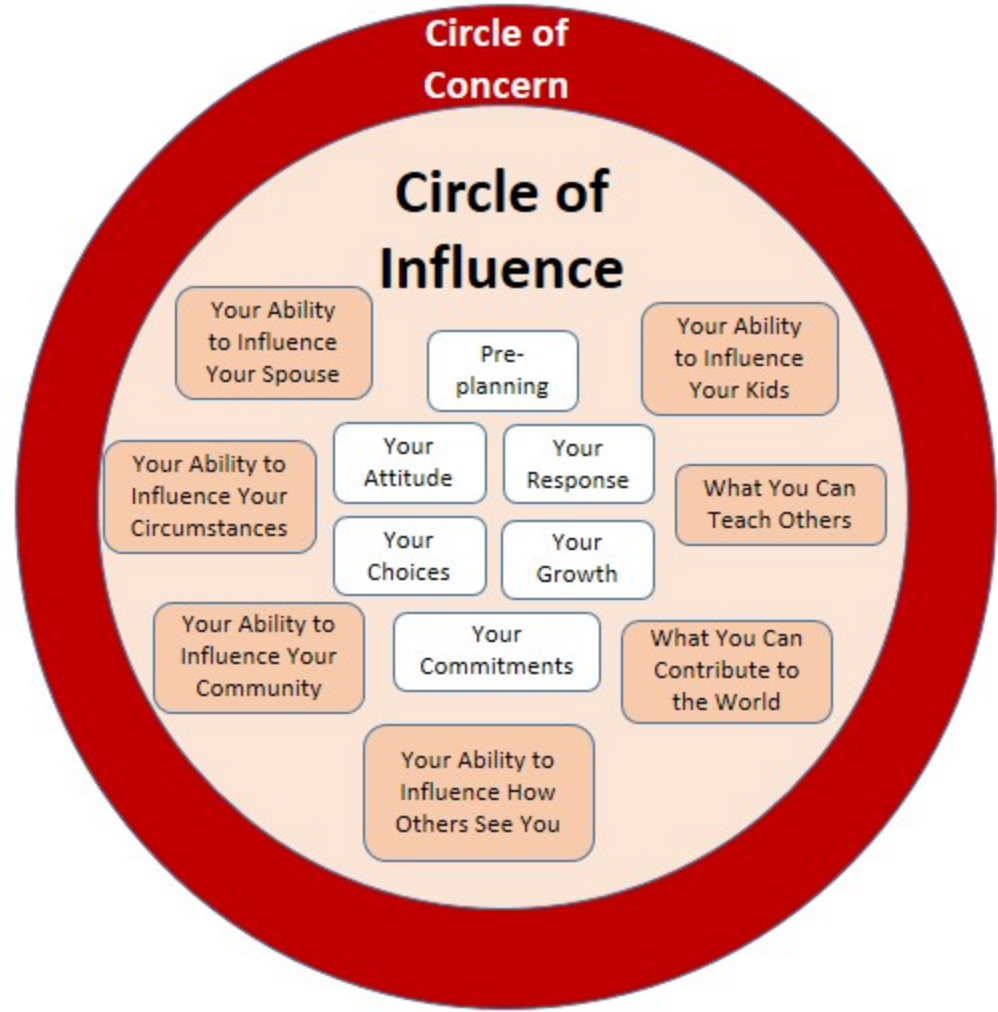 Circle of
Concern
Circle of
Influence
Your Ability
to Influence
Your Spouse
Pre-
planning
Your Ability
to Influence
Your Kids
Your Ability to
Influence Your
Circumstances
Your
Attitude
Your
Response
What You Can
Teach Others
Your
Choices
Your
Growth
Your Ability to
Influence Your
Community
Your
Commitments
What You Can
Contribute to
the World
Your Ability to
Influence How
Others See You